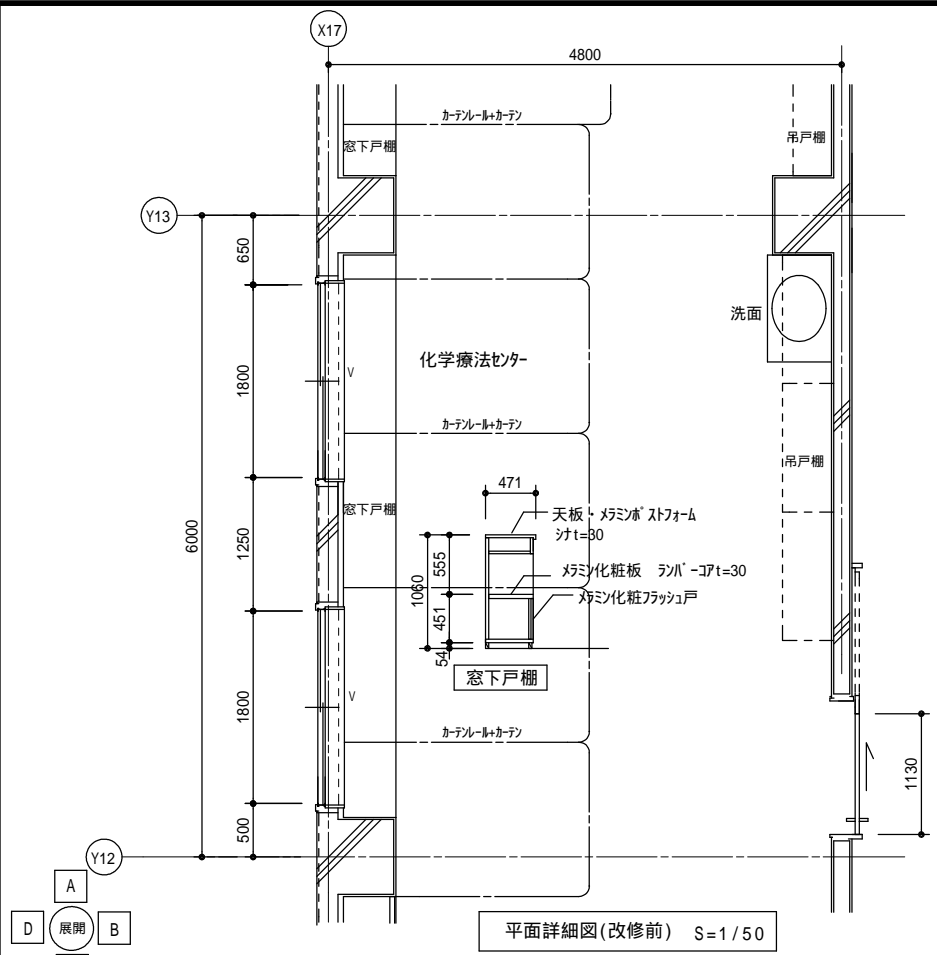 X17
4800
カーテンレール+カーテン
窓下戸棚
吊戸棚
Y13
650
洗面
化学療法センター
1800
V
カーテンレール+カーテン
吊戸棚
471
窓下戸棚
天板・メラミンポストフォーム
シナt=30
6000
1250
1060
555
メラミン化粧板 ランバーコアt=30
メラミン化粧フラッシュ戸
451
54
窓下戸棚
V
1800
カーテンレール+カーテン
1130
500
Y12
A
D
展開
B
平面詳細図(改修前) S=1/50